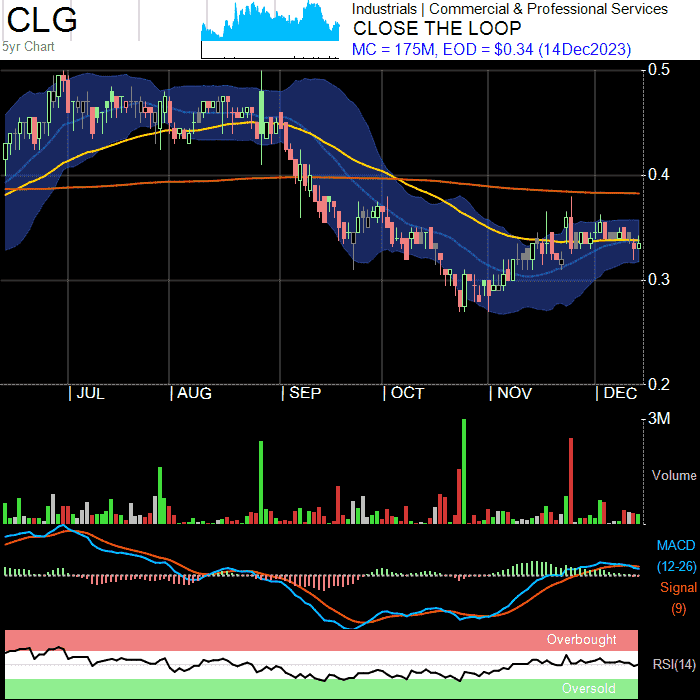 CLG
5yr Chart
Industrials | Commercial & Professional Services
CLOSE THE LOOP
MC = 175M, EOD = $0.34 (14Dec2023)
0.5
0.4
0.3
0.2
| JUL | AUG | SEP | OCT | NOV | DEC
3M
Volume
MACD
(12-26)
Signal
(9)
Overbought
RSI(14)
Oversold